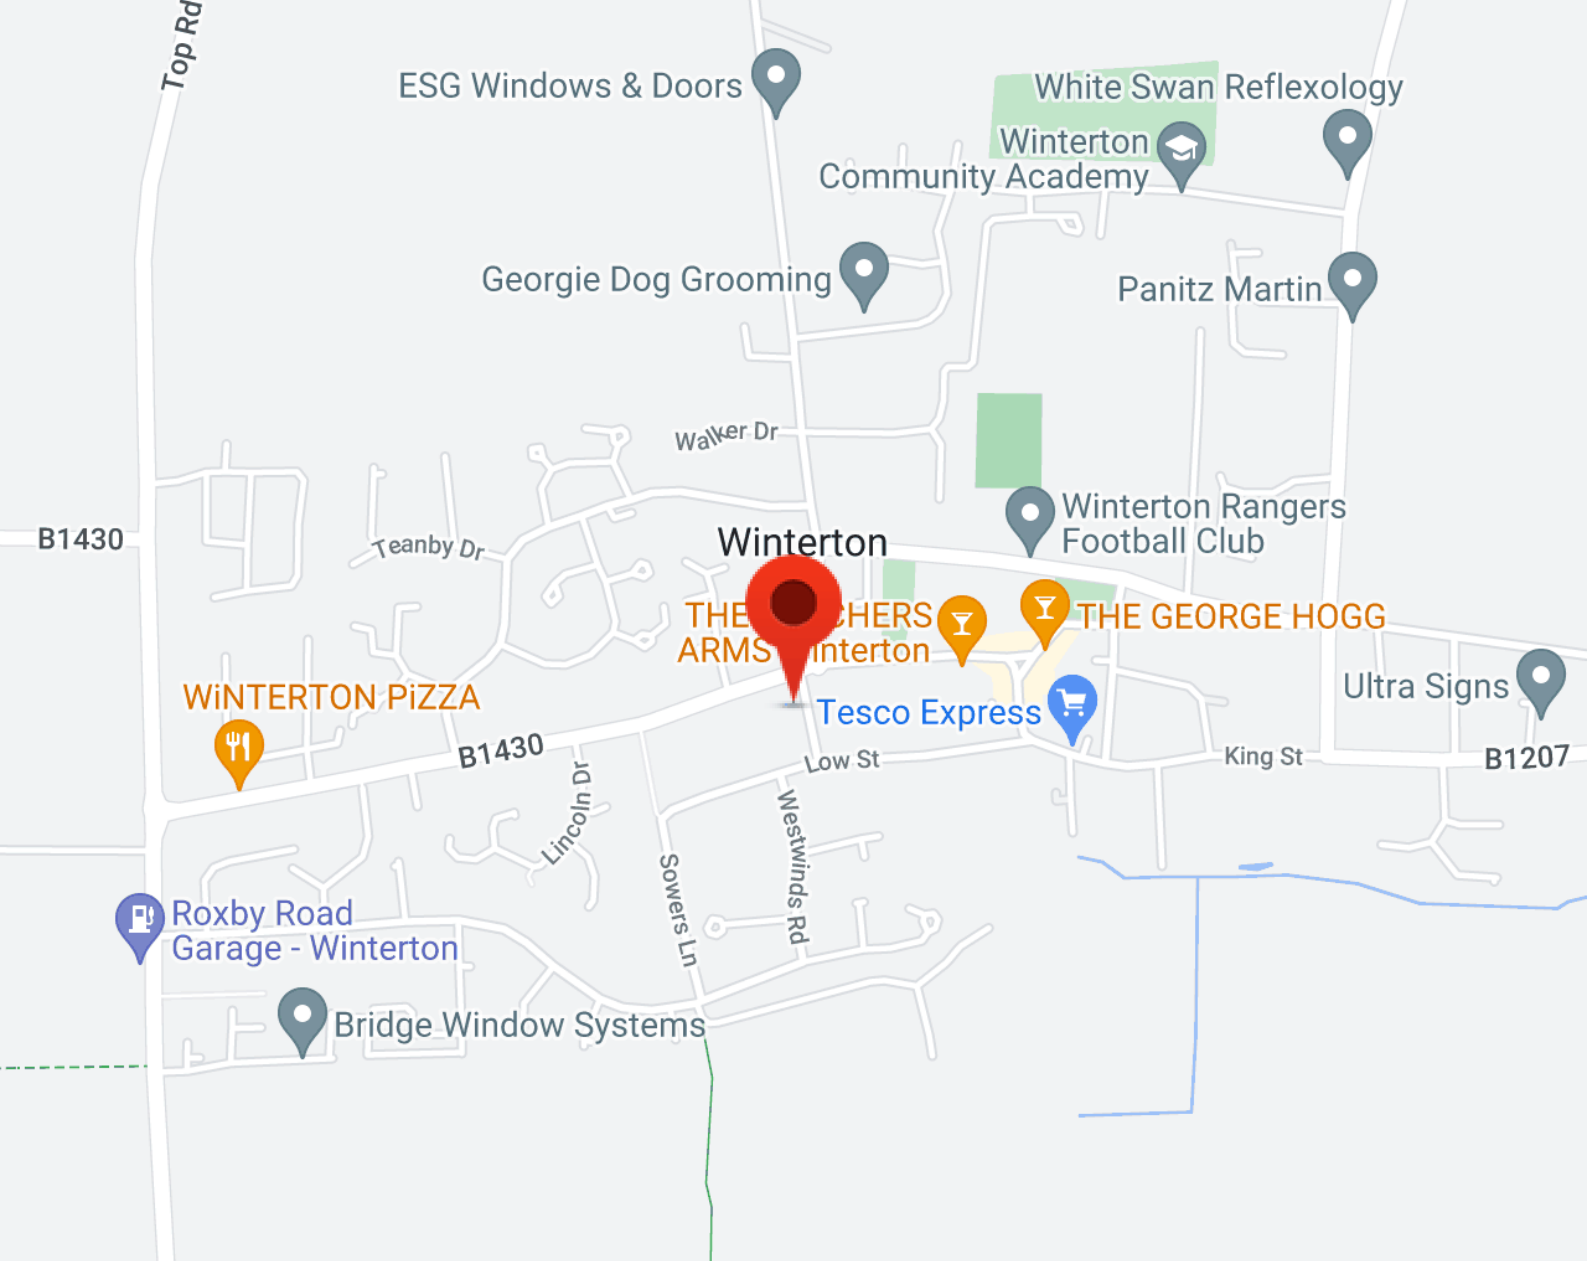 Top Rd
ESG Windows & Doors
White Swan Reflexology
Winterton
Community Academy
Georgie Dog Grooming
Panitz Martin
Walker Dr
B1430
Teanby Dr
Winterton
Winterton Rangers
Football Club
THE CHERS
ARMS Winterton
THE GEORGE HOGG
WiNTERTON PiZZA
Tesco Express
Ultra Signs
B1430
Low St
King St
B1207
Lincoln Dr
Westwinds Rd
Sowers Ln
Roxby Road
Garage - Winterton
Bridge Window Systems